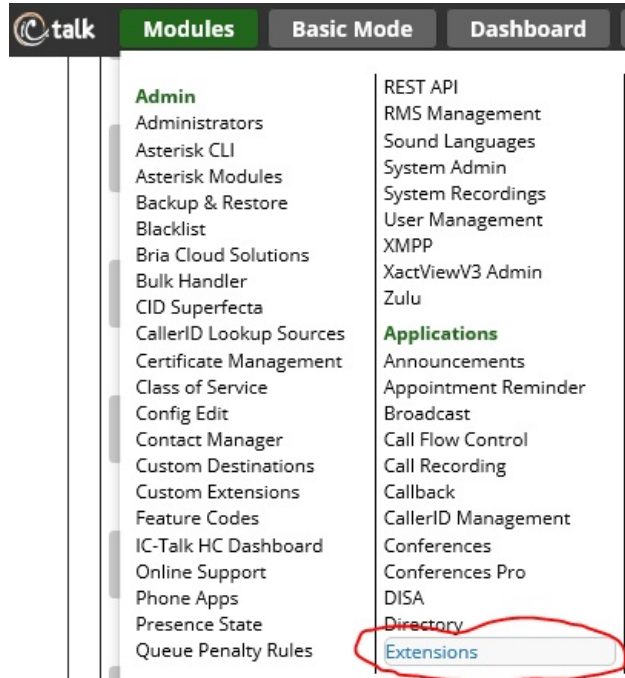 iC talk
Modules
Basic Mode
Dashboard
Admin
Administrators
Asterisk CLI
Asterisk Modules
Backup & Restore
Blacklist
Bria Cloud Solutions
Bulk Handler
CID Superfecta
CallerID Lookup Sources
Certificate Management
Class of Service
Config Edit
Contact Manager
Custom Destinations
Custom Extensions
Feature Codes
IC-Talk HC Dashboard
Online Support
Phone Apps
Presence State
Queue Penalty Rules
REST API
RMS Management
Sound Languages
System Admin
System Recordings
User Management
XMPP
XactViewV3 Admin
Zulu
Applications
Announcements
Appointment Reminder
Broadcast
Call Flow Control
Call Recording
Callback
CallerID Management
Conferences
Conferences Pro
DISA
Directory
Extensions